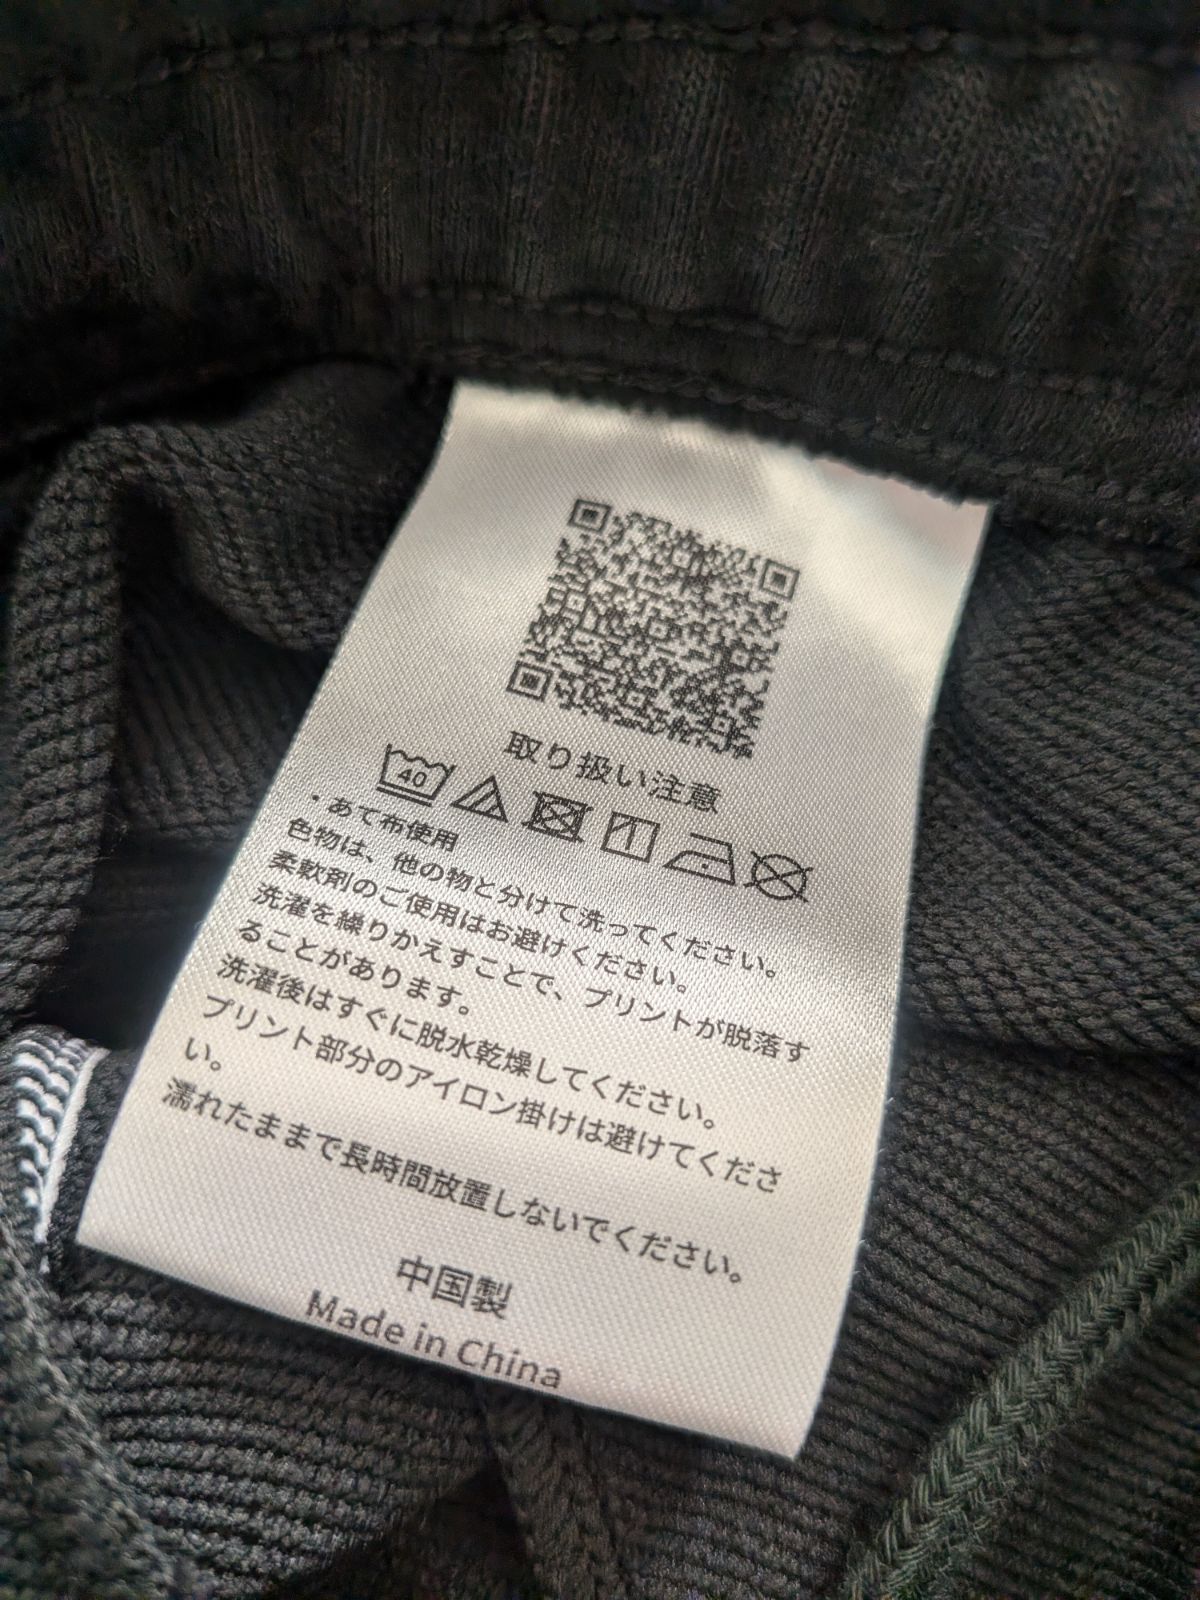 取り扱い注意
40
・あて布使用
色物は、他の物と分けて洗ってください。
柔軟剤のご使用はお避けください。
洗濯を繰りかえすことで、プリントが脱落す
ることがあります。
洗濯後はすぐに脱水乾燥してください。
プリント部分のアイロン掛けは避けてくださ
い。
濡れたままで長時間放置しないでください。
中国製
Made in China